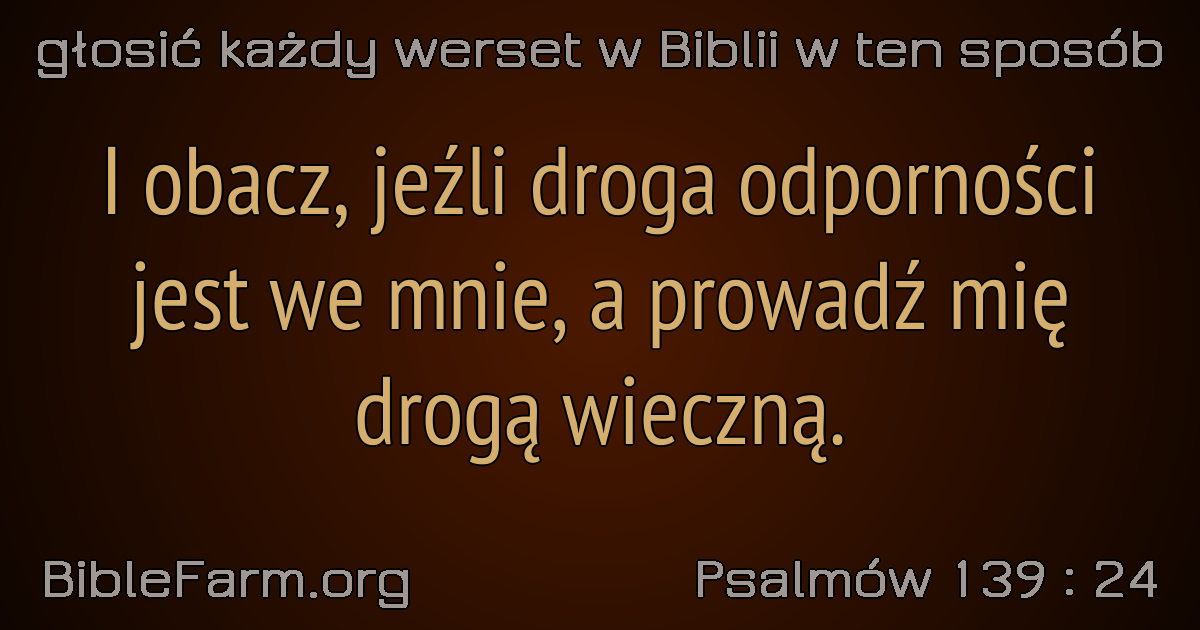 głosić każdy werset w Biblii w ten sposób
I obacz, jeźli droga odporności
jest we mnie, a prowadź mię
drogą wieczną.
BibleFarm.org
Psalmów 139 : 24